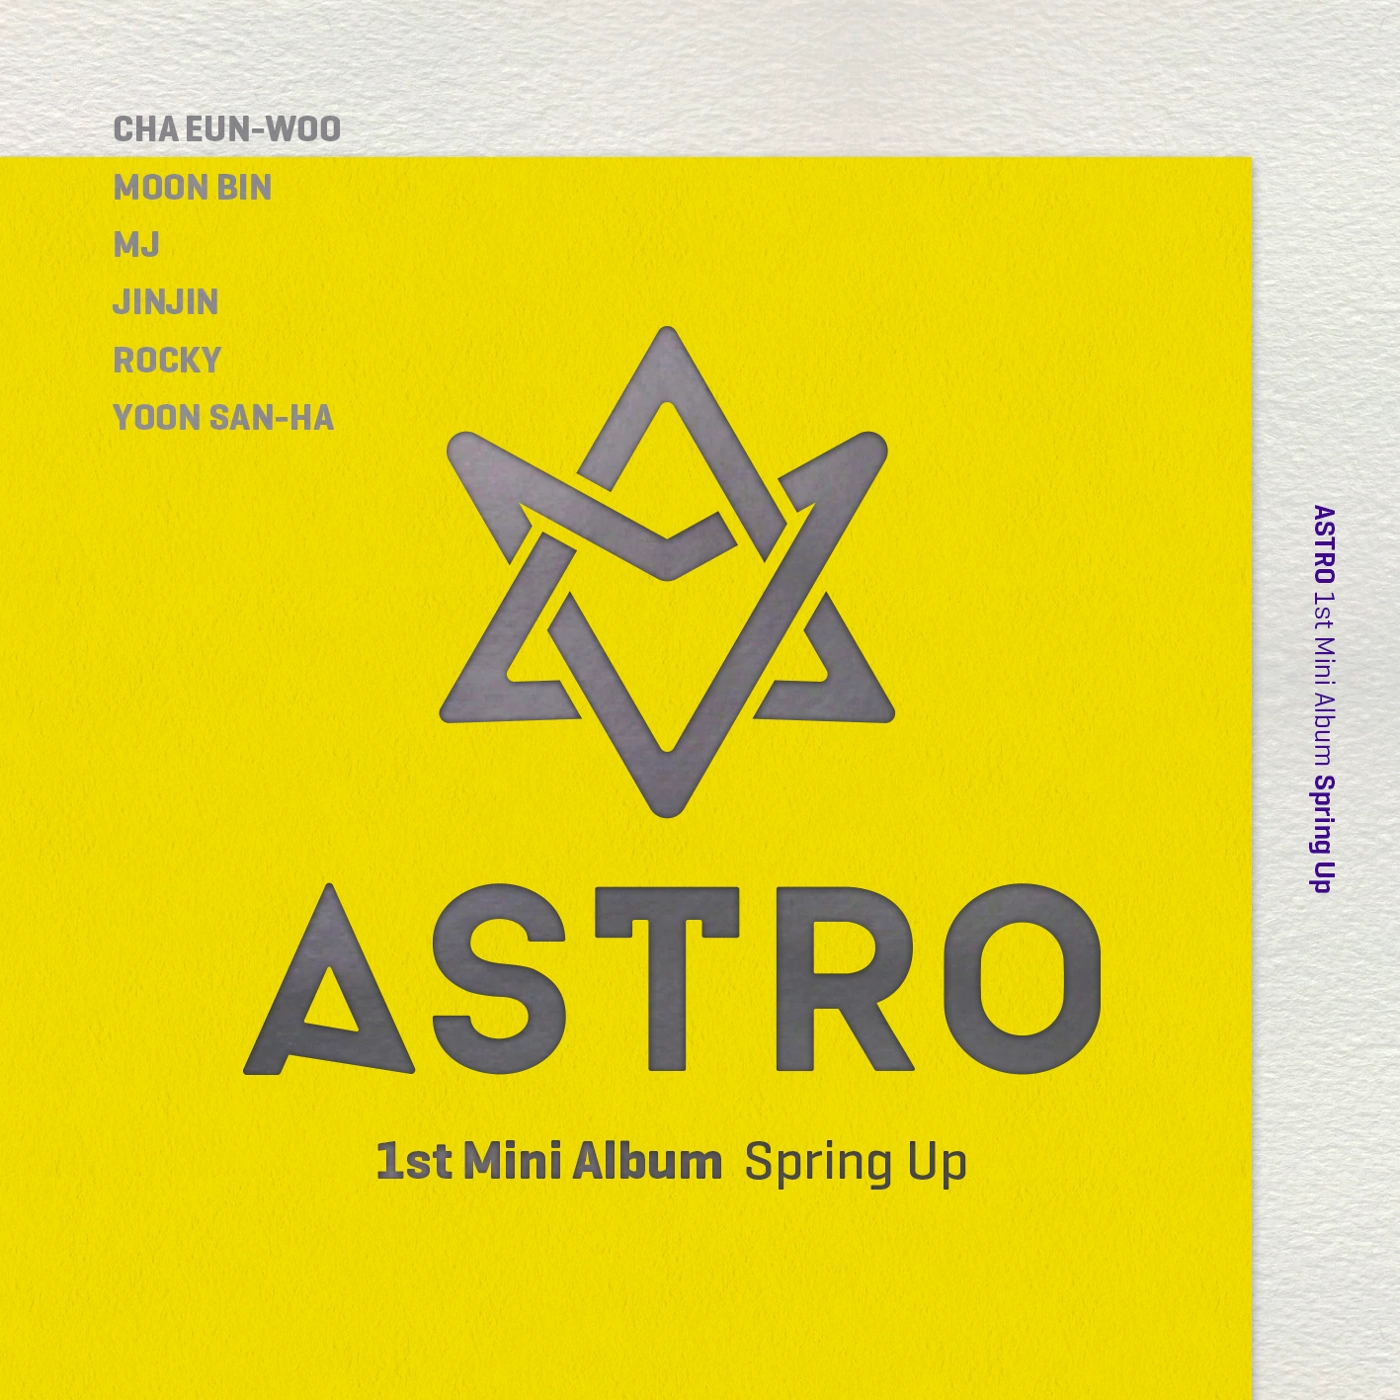 CHA EUN-WOO
MOON BIN
MJ
JINJIN
ROCKY
YOON SAN-HA
ASTRO 1st Mini Album Spring Up
ASTRO
1st Mini Album Spring Up